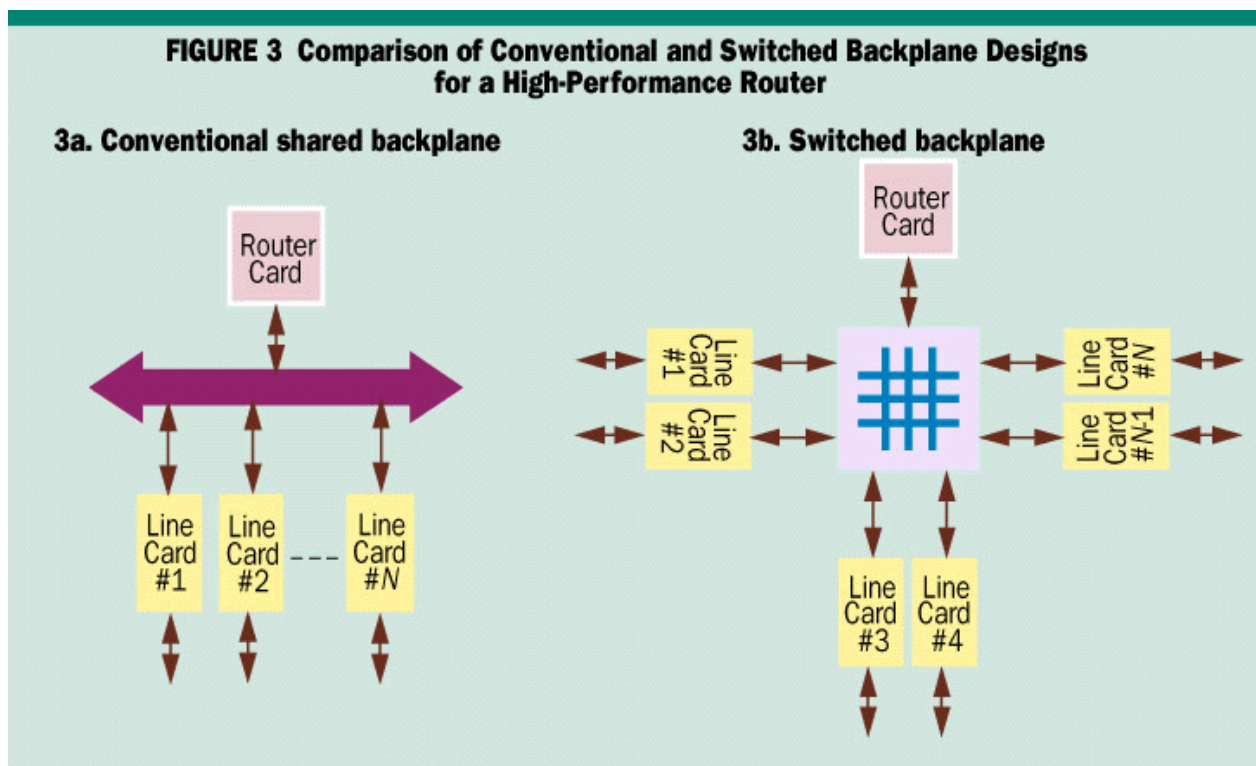 FIGURE 3 Comparison of Conventional and Switched Backplane Designs
for a High-Performance Router
3a. Conventional shared backplane
Router
Card
Line
Card
#1
Line
Card
#2
Line
Card
#N
3b. Switched backplane
Router
Card
Line
Card
#1
Line
Card
#2
Line
Card
#N
Line
Card
#N-1
Line
Card
#3
Line
Card
#4